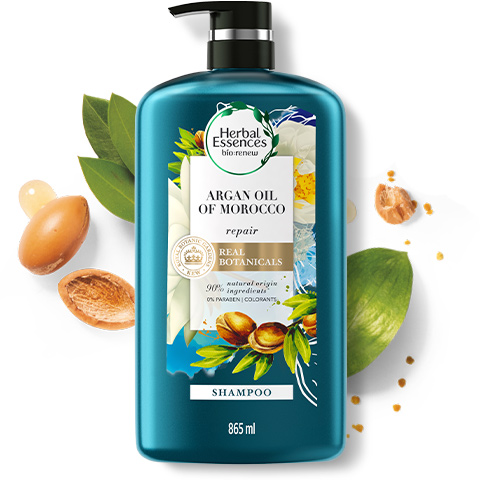 Herbal
Essences
bio:renew
ARGAN OIL
OF MOROCCO
repair
REAL
BOTANICALS
90% natural origin
ingredients
0% PARABEN | COLORANTS
SHAMPOO
865 ml